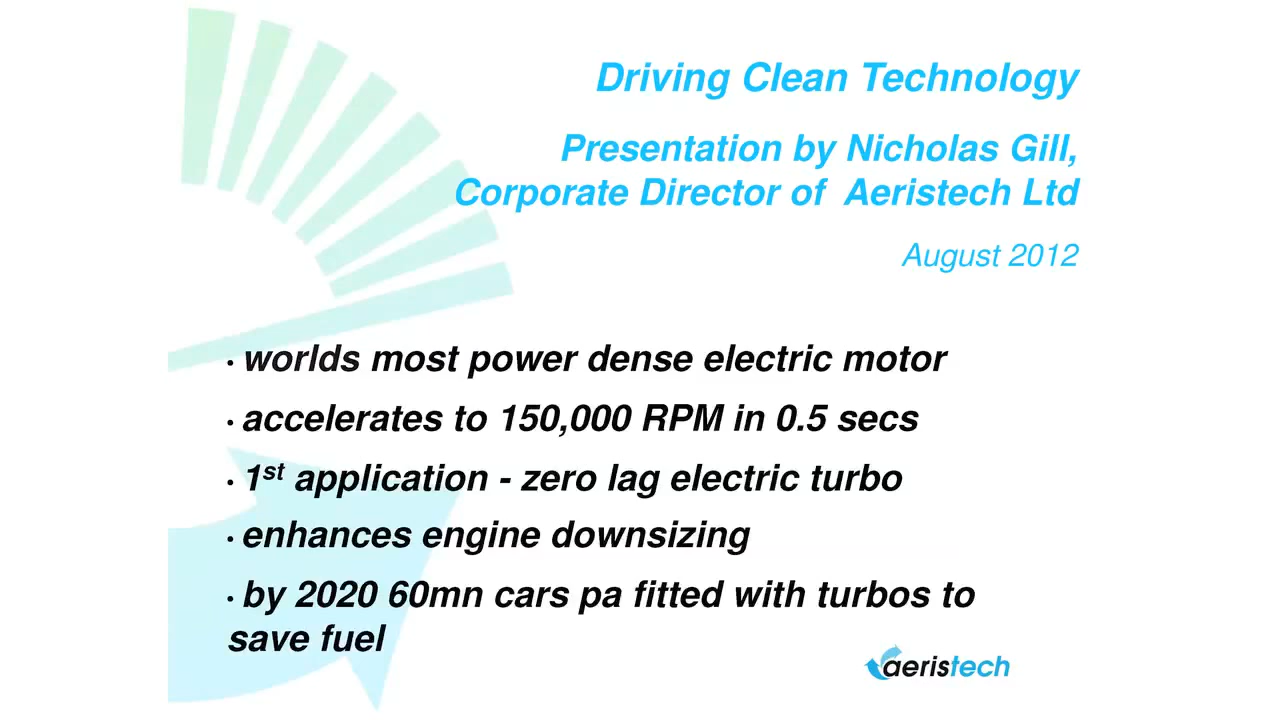 Driving Clean Technology
Presentation by Nicholas Gill,
Corporate Director of Aeristech Ltd
August 2012
• worlds most power dense electric motor
• accelerates to 150,000 RPM in 0.5 secs
• 1st application - zero lag electric turbo
• enhances engine downsizing
• by 2020 60mn cars pa fitted with turbos to
save fuel
aeristech